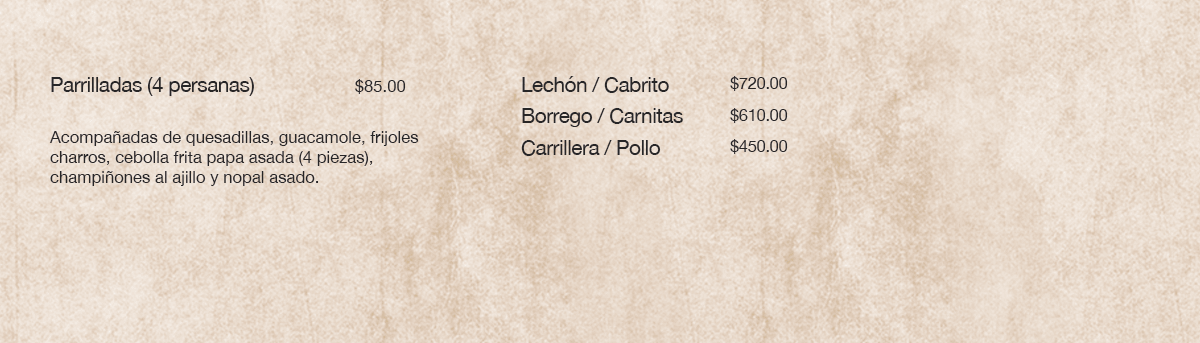 Parrilladas (4 persanas) $85.00
Acompañadas de quesadillas, guacamole, frijoles
charros, cebolla frita papa asada (4 piezas),
champiñones al ajillo y nopal asado.
Lechón / Cabrito $720.00
Borrego / Carnitas $610.00
Carrillera / Pollo $450.00